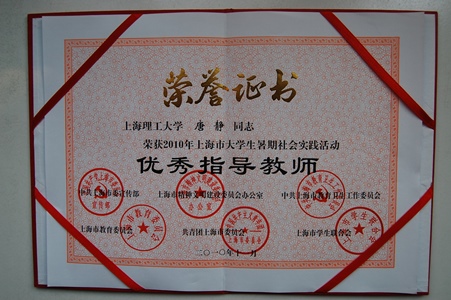 荣誉证书
上海理工大学 唐 静 同志
荣获2010年上海市大学生暑期社会实践活动
优秀指导教师
中共上海市委宣传部 上海市精神文明建设委员会办公室 中共上海市教育卫生工作委员会
上海市教育委员会 共青团上海市委员会 上海市学生联合会
二〇一〇年十一月